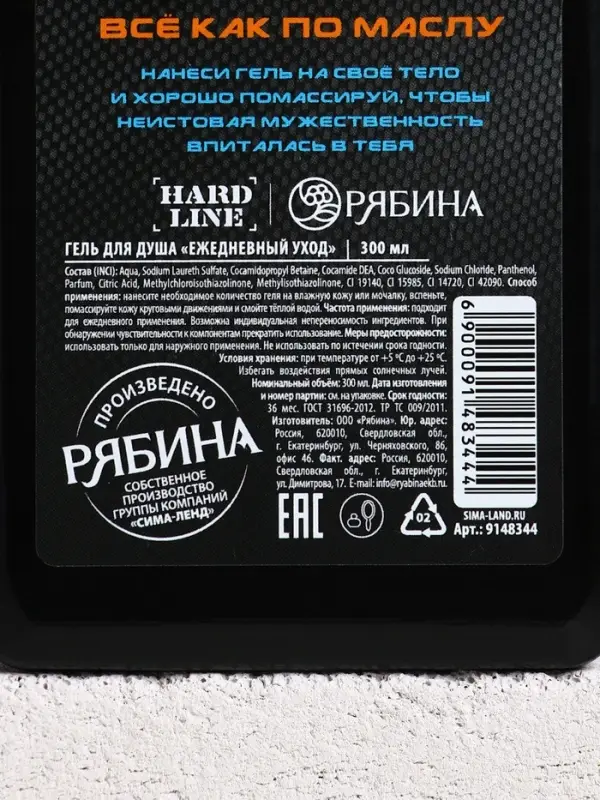 ВСЁ КАК ПО МАСЛУ
НАНЕСИ ГЕЛЬ НА СВОЁ ТЕЛО
И ХОРОШО ПОМАССИРУЙ, ЧТОБЫ
НЕИСТОВАЯ МУЖЕСТВЕННОСТЬ
ВПИТАЛАСЬ В ТЕБЯ
HARD
LINE
РЯБИНА
ГЕЛЬ ДЛЯ ДУША «ЕЖЕДНЕВНЫЙ УХОД» | 300 мл
Состав (INCI): Aqua, Sodium Laureth Sulfate, Cocamidopropyl Betaine, Cocamide DEA, Coco Glucoside, Sodium Chloride, Panthenol,
Parfum, Citric Acid, Methylchloroisothiazolinone, Methylisothiazolinone, CI 19140, CI 15985, CI 14720, CI 42090. Способ
применения: нанесите необходимое количество геля на влажную кожу или мочалку, вспеньте,
помассируйте кожу круговыми движениями и смойте тёплой водой. Частота применения: подходит
для ежедневного применения. Возможна индивидуальная непереносимость ингредиентов. При
обнаружении чувствительности к компонентам прекратить использование. Меры предосторожности:
использовать только для наружного применения. Не использовать по истечении срока годности.
Условия хранения: при температуре от +5 ºС до +25 ºС.
Избегать воздействия прямых солнечных лучей.
Номинальный объём: 300 мл. Дата изготовления
и номер партии: см. на упаковке. Срок годности:
36 мес. ГОСТ 31696-2012. ТР ТС 009/2011.
Изготовитель: ООО «Рябина». Юр. адрес:
Россия, 620010, Свердловская обл.,
г. Екатеринбург, ул. Черняховского, 86,
офис 46. Факт. адрес: Россия, 620010,
Свердловская обл., г. Екатеринбург,
ул. Димитрова, 17. E-mail: info@ryabinaekb.ru.
ПРОИЗВЕДЕНО
РЯБИНА
СОБСТВЕННОЕ
ПРОИЗВОДСТВО
ГРУППЫ КОМПАНИЙ
«СИМА-ЛЕНД»
EAC
02
6 900091 483444
SIMA-LAND.RU
Арт.: 9148344